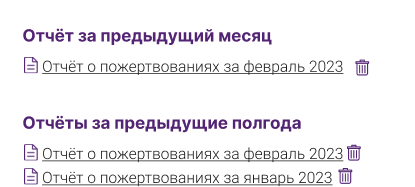 Отчёт за предыдущий месяц
Отчёт о пожертвованиях за февраль 2023
Отчёты за предыдущие полгода
Отчёт о пожертвованиях за февраль 2023
Отчёт о пожертвованиях за январь 2023